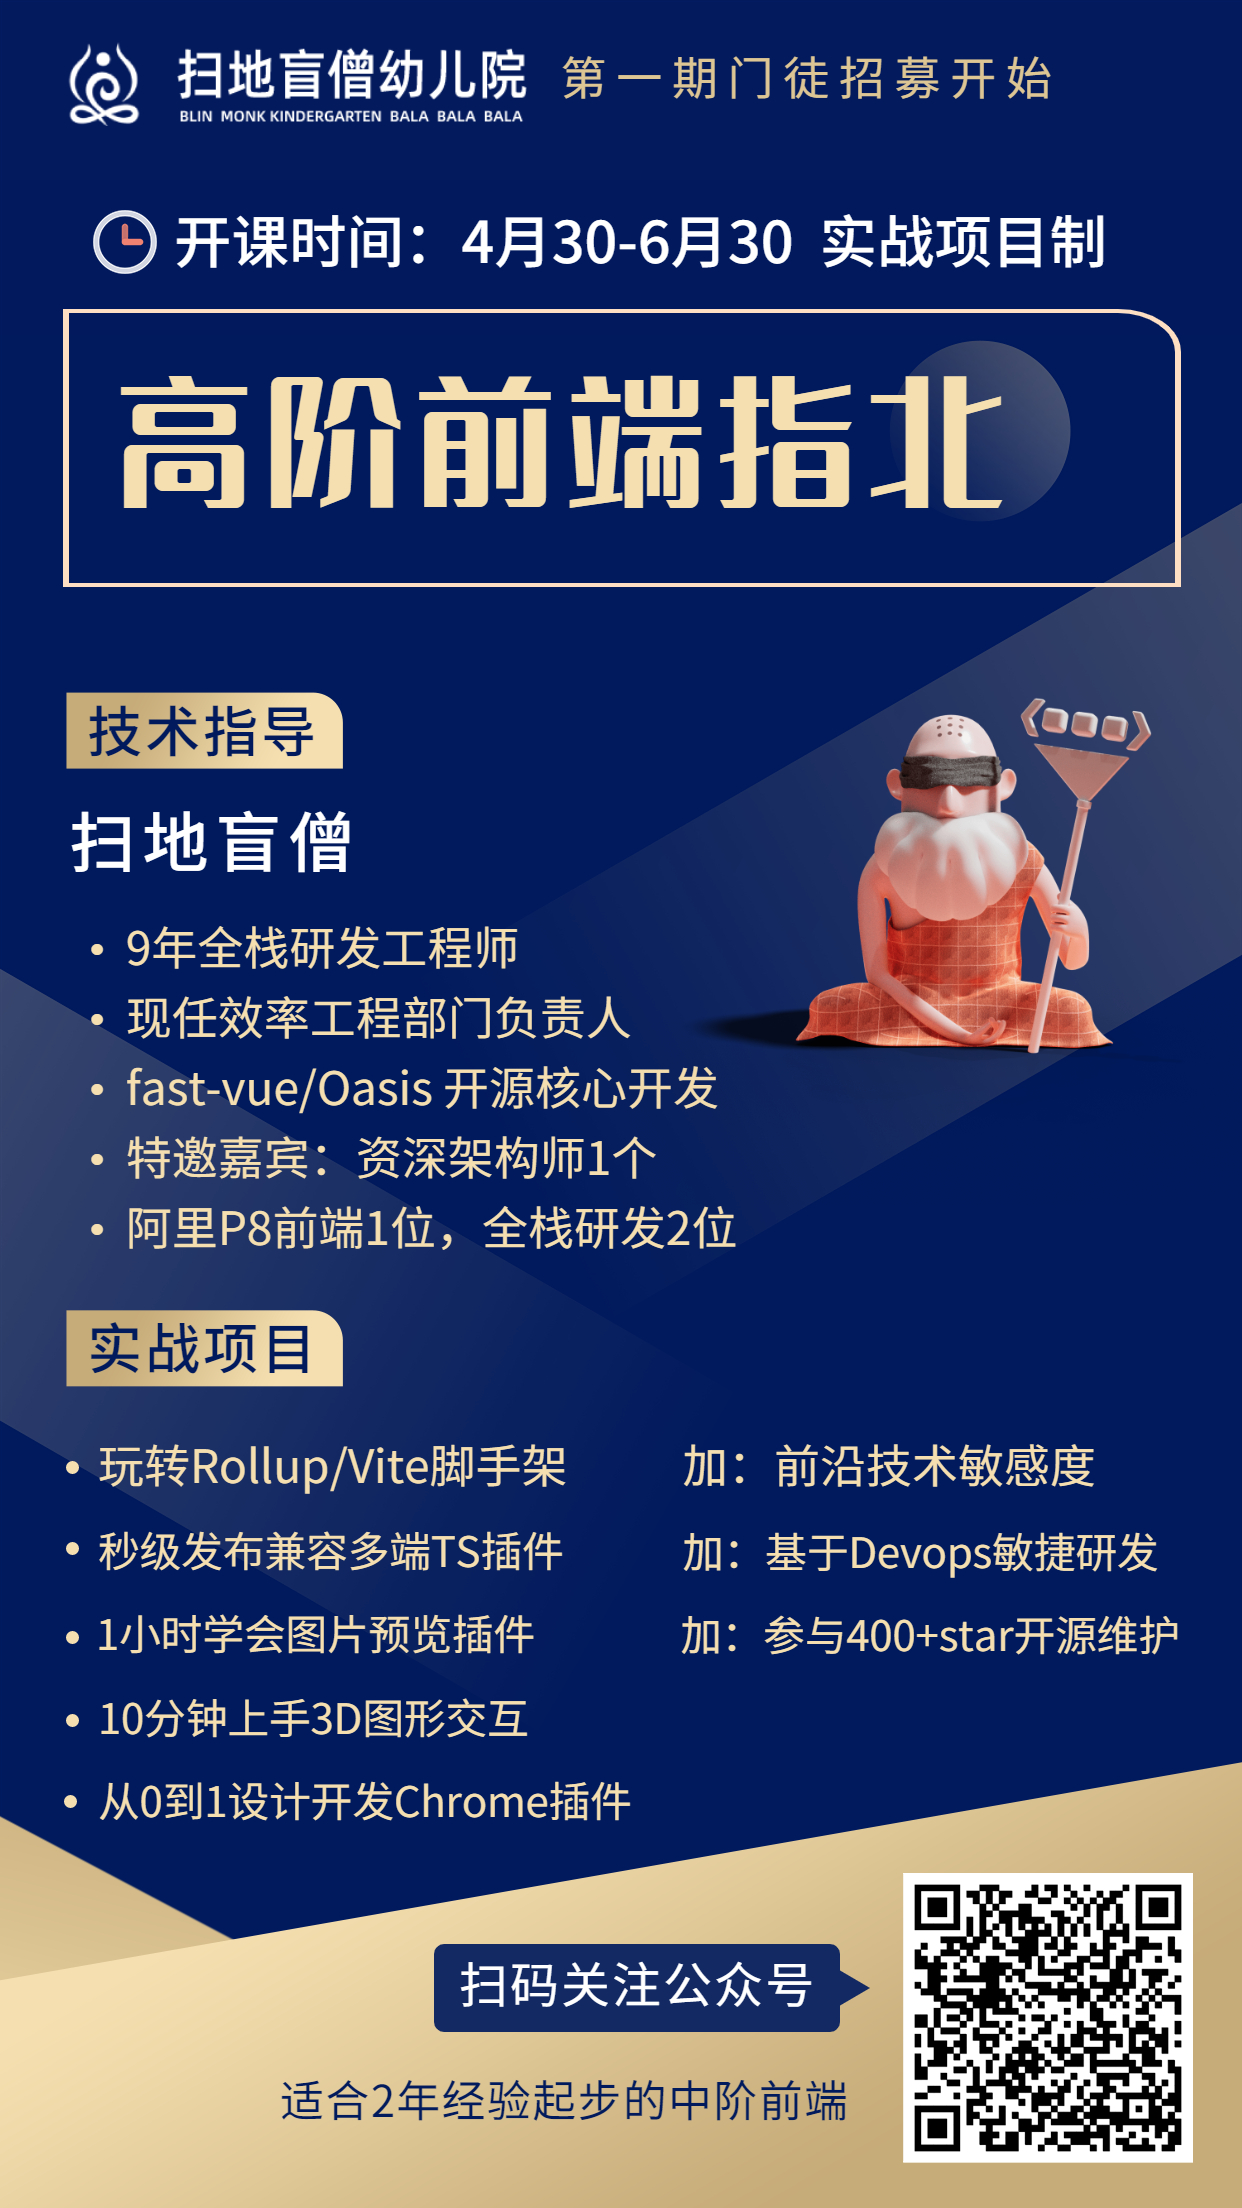 扫地盲僧幼儿院 第一期门徒招募开始
BLIN MONK KINDERGARTEN BALA BALA BALA
开课时间：4月30-6月30 实战项目制
高阶前端指北
技术指导
扫地盲僧
• 9年全栈研发工程师
• 现任效率工程部门负责人
• fast-vue/Oasis 开源核心开发
• 特邀嘉宾：资深架构师1个
• 阿里P8前端1位，全栈研发2位
实战项目
• 玩转Rollup/Vite脚手架
• 秒级发布兼容多端TS插件
• 1小时学会图片预览插件
• 10分钟上手3D图形交互
• 从0到1设计开发Chrome插件
加：前沿技术敏感度
加：基于Devops敏捷研发
加：参与400+star开源维护
扫码关注公众号
适合2年经验起步的中阶前端